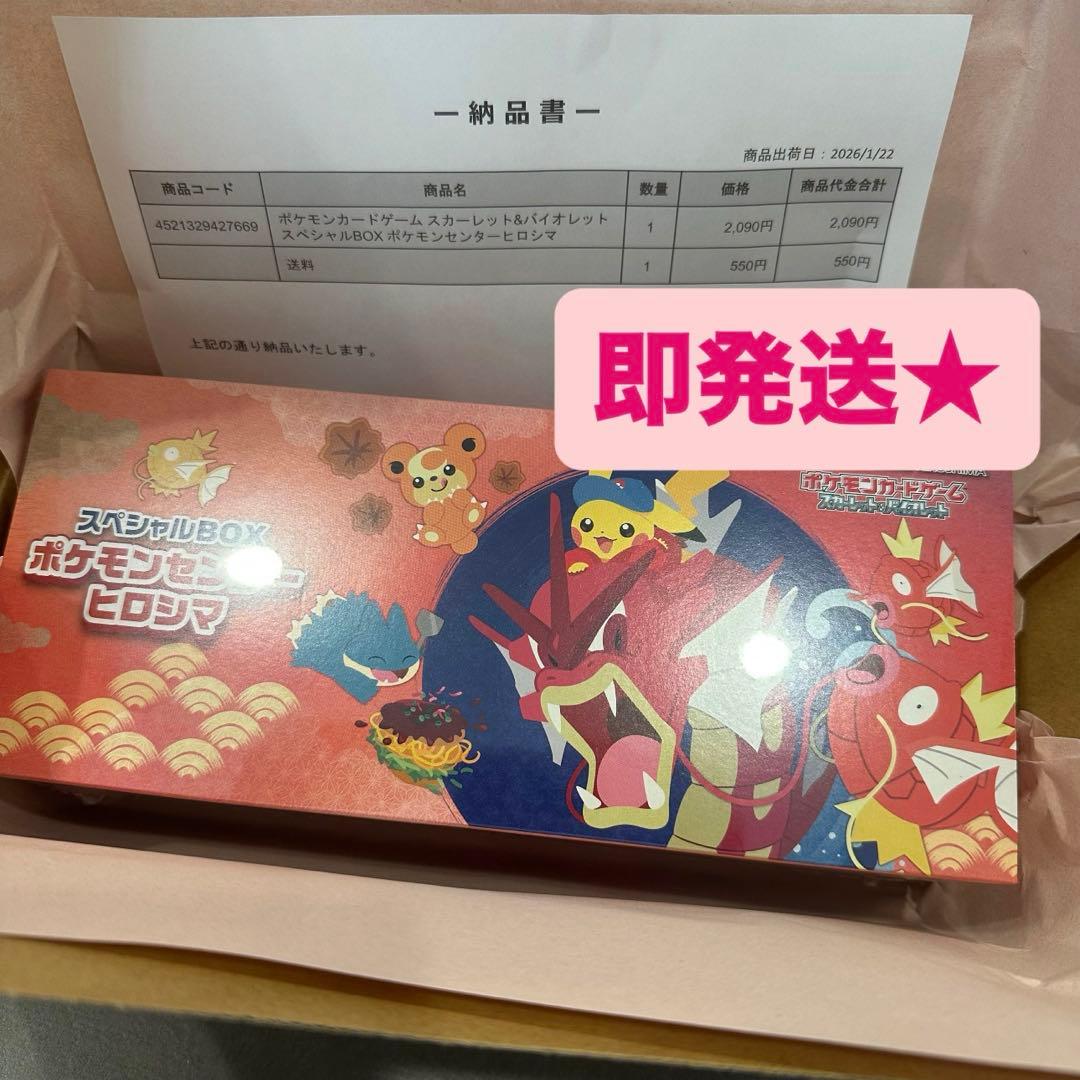 ー納品書ー
商品出荷日：2026/1/22
商品コード 商品名 数量 価格 商品代金合計
4521329427669 ポケモンカードゲーム スカーレット&バイオレット 1 2,090円 2,090円
スペシャルBOX ポケモンセンターヒロシマ
送料 1 550円 550円
上記の通り納品いたします。
即発送★
ポケモンカードゲーム
スカーレット&バイオレット
スペシャルBOX
ポケモンセンター
ヒロシマ